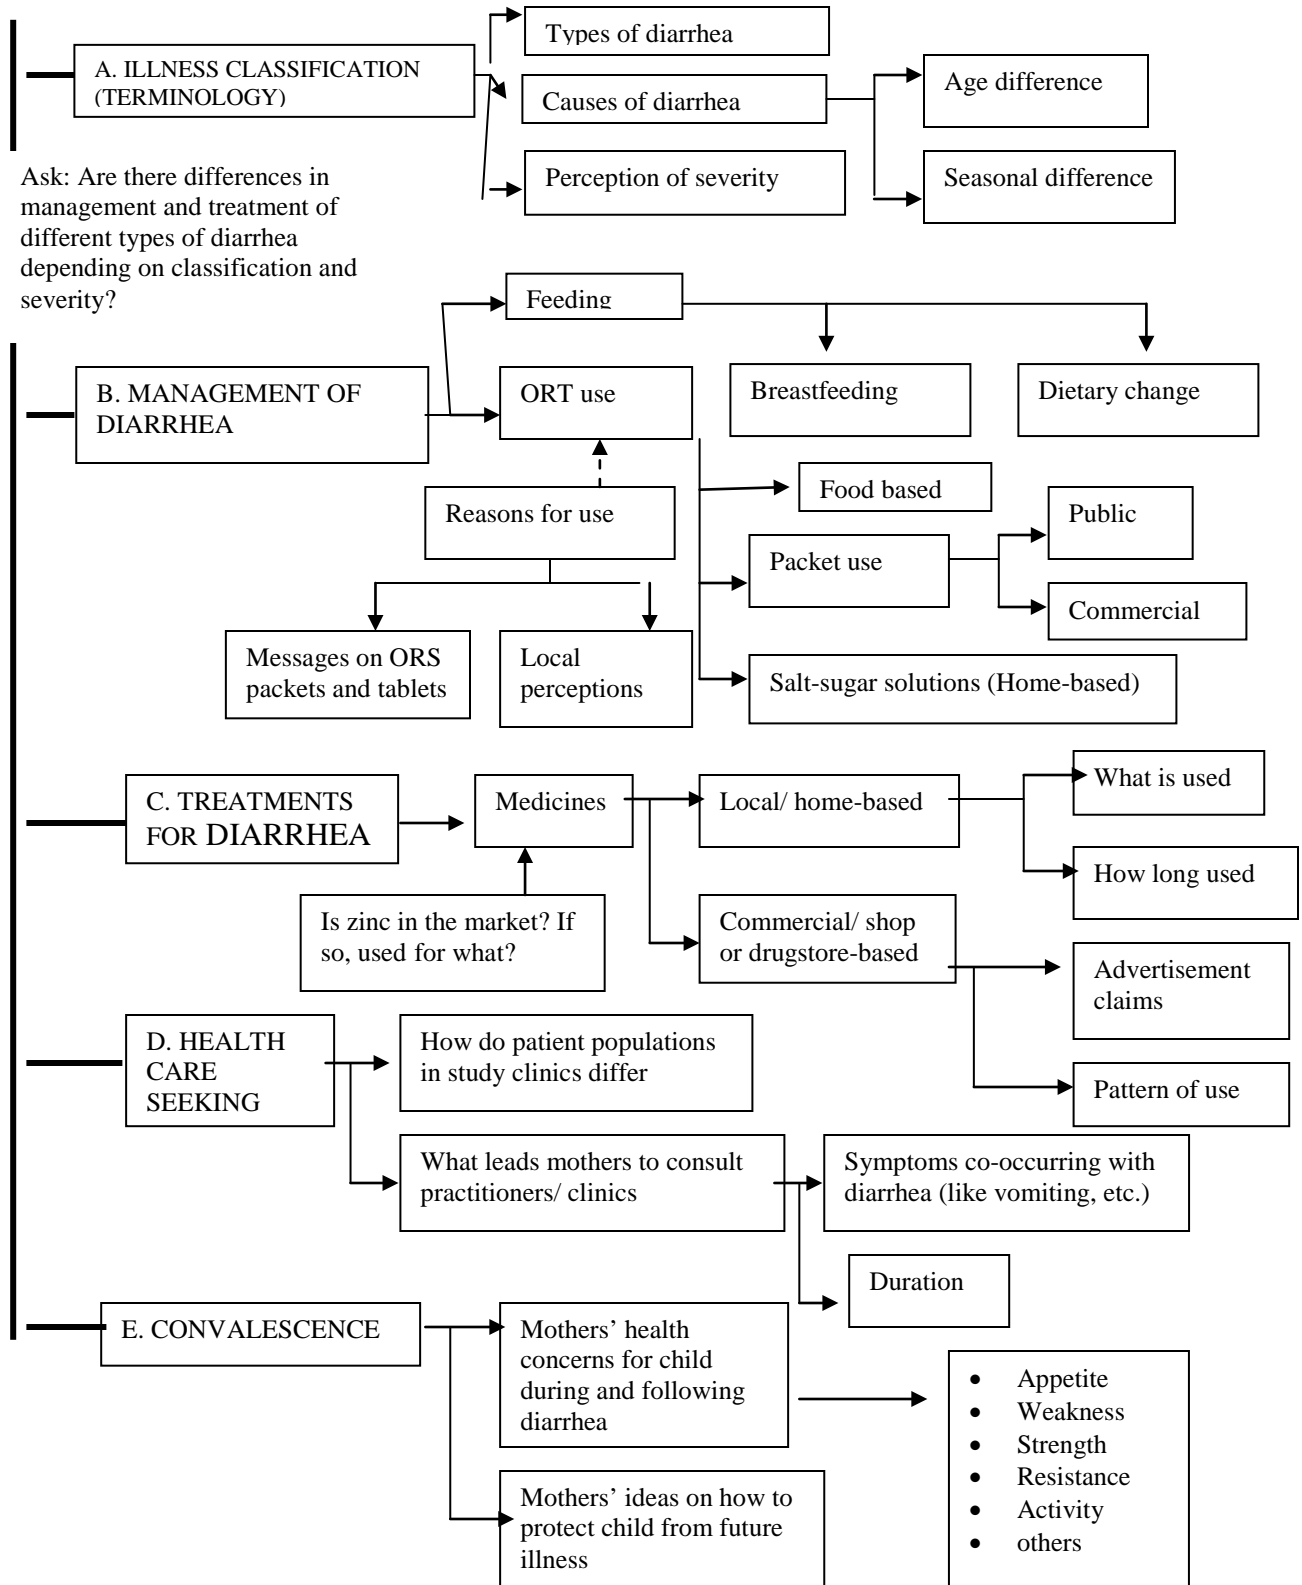 Types of diarrhea
A. ILLNESS CLASSIFICATION
(TERMINOLOGY)
Causes of diarrhea
Age difference
Perception of severity
Seasonal difference
Ask: Are there differences in
management and treatment of
different types of diarrhea
depending on classification and
severity?
Feeding
B. MANAGEMENT OF
DIARRHEA
ORT use
Breastfeeding
Dietary change
Reasons for use
Food based
Public
Packet use
Commercial
Messages on ORS
packets and tablets
Local
perceptions
Salt-sugar solutions (Home-based)
C. TREATMENTS
FOR DIARRHEA
Medicines
Local/ home-based
What is used
How long used
Is zinc in the market? If
so, used for what?
Commercial/ shop
or drugstore-based
Advertisement
claims
Pattern of use
D. HEALTH
CARE
SEEKING
How do patient populations
in study clinics differ
What leads mothers to consult
practitioners/ clinics
Symptoms co-occurring with
diarrhea (like vomiting, etc.)
Duration
E. CONVALESCENCE
Mothers’ health
concerns for child
during and following
diarrhea
• Appetite
• Weakness
• Strength
• Resistance
• Activity
• others
Mothers’ ideas on how to
protect child from future
illness